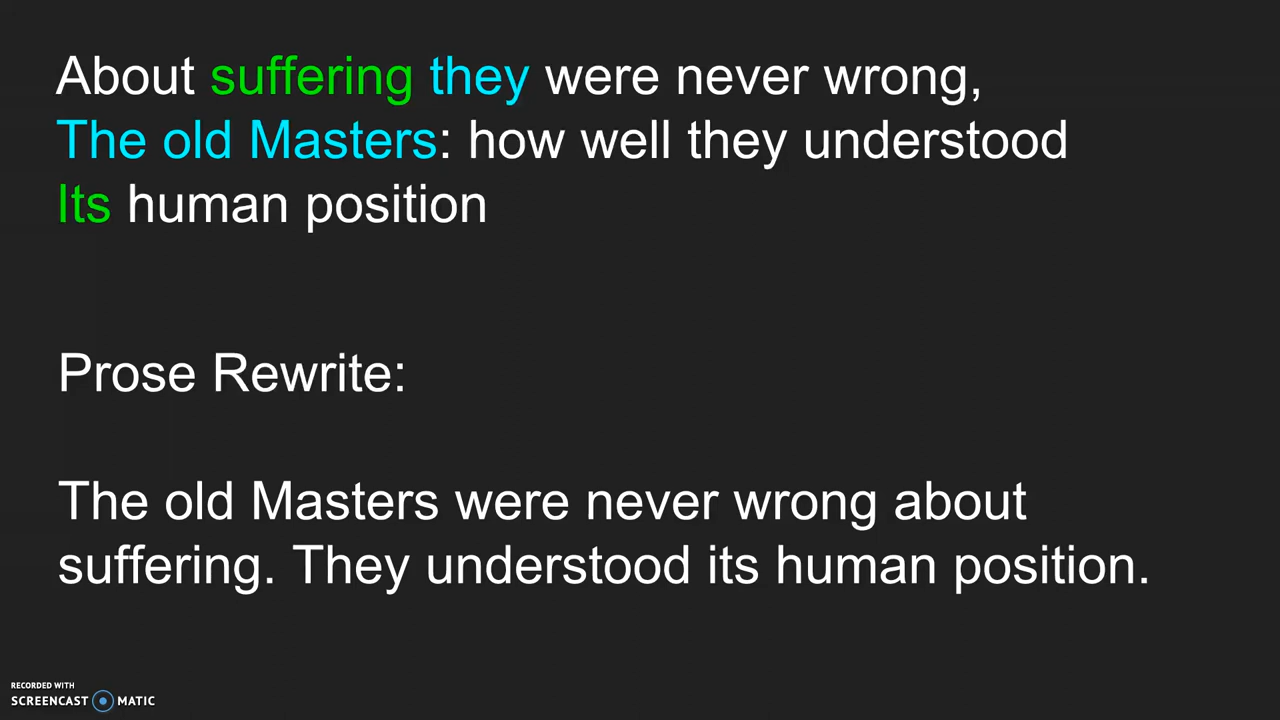 About suffering they were never wrong,
The old Masters: how well they understood
Its human position
Prose Rewrite:
The old Masters were never wrong about
suffering. They understood its human position.
RECORDED WITH
SCREENCAST MATIC